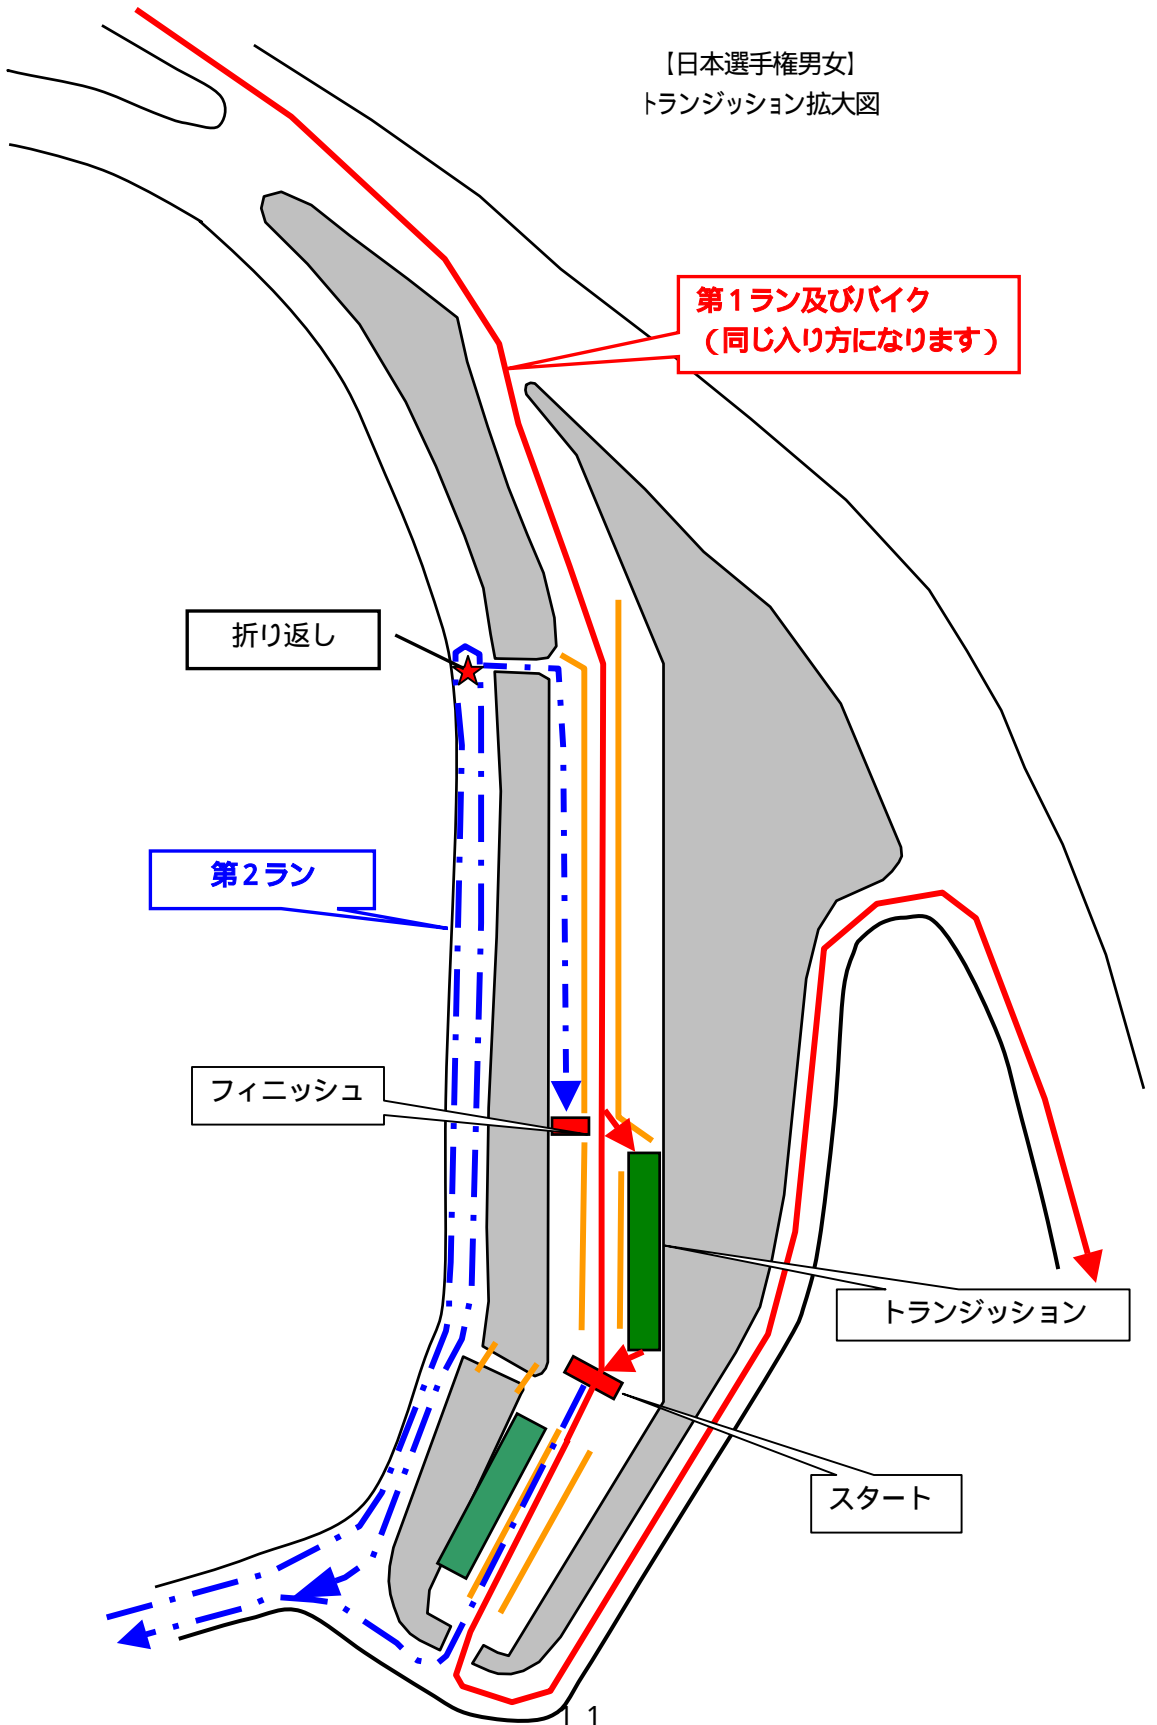 【日本選手権男女】
トランジッション拡大図
第１ラン及びバイク
（同じ入り方になります）
折り返し
第２ラン
フィニッシュ
トランジッション
スタート
１１